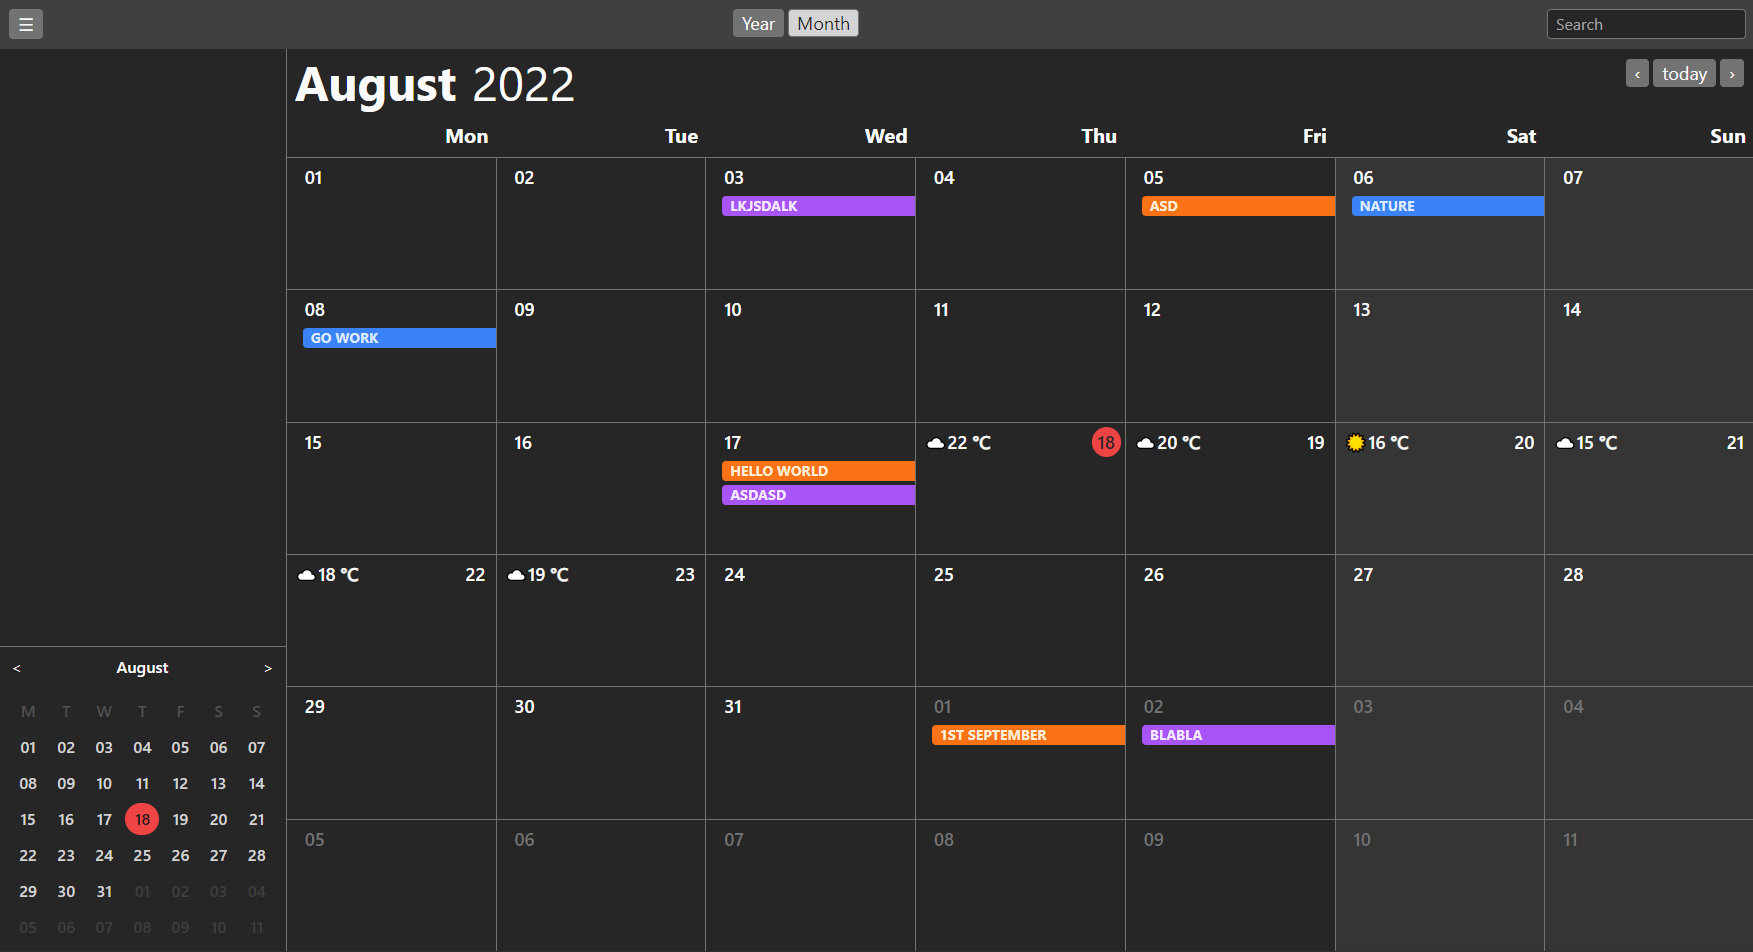 ☰ Year Month Search
August 2022 ‹ today ›
Mon Tue Wed Thu Fri Sat Sun
01 02 03 04 05 06 07
LKJSDALK ASD NATURE
08 09 10 11 12 13 14
GO WORK
15 16 17 22 °C 18 20 °C 19 16 °C 20 15 °C 21
HELLO WORLD
ASDASD
18 °C 22 19 °C 23 24 25 26 27 28
29 30 31 01 02 03 04
1ST SEPTEMBER BLABLA
05 06 07 08 09 10 11
< August >
M T W T F S S
01 02 03 04 05 06 07
08 09 10 11 12 13 14
15 16 17 18 19 20 21
22 23 24 25 26 27 28
29 30 31 01 02 03 04
05 06 07 08 09 10 11